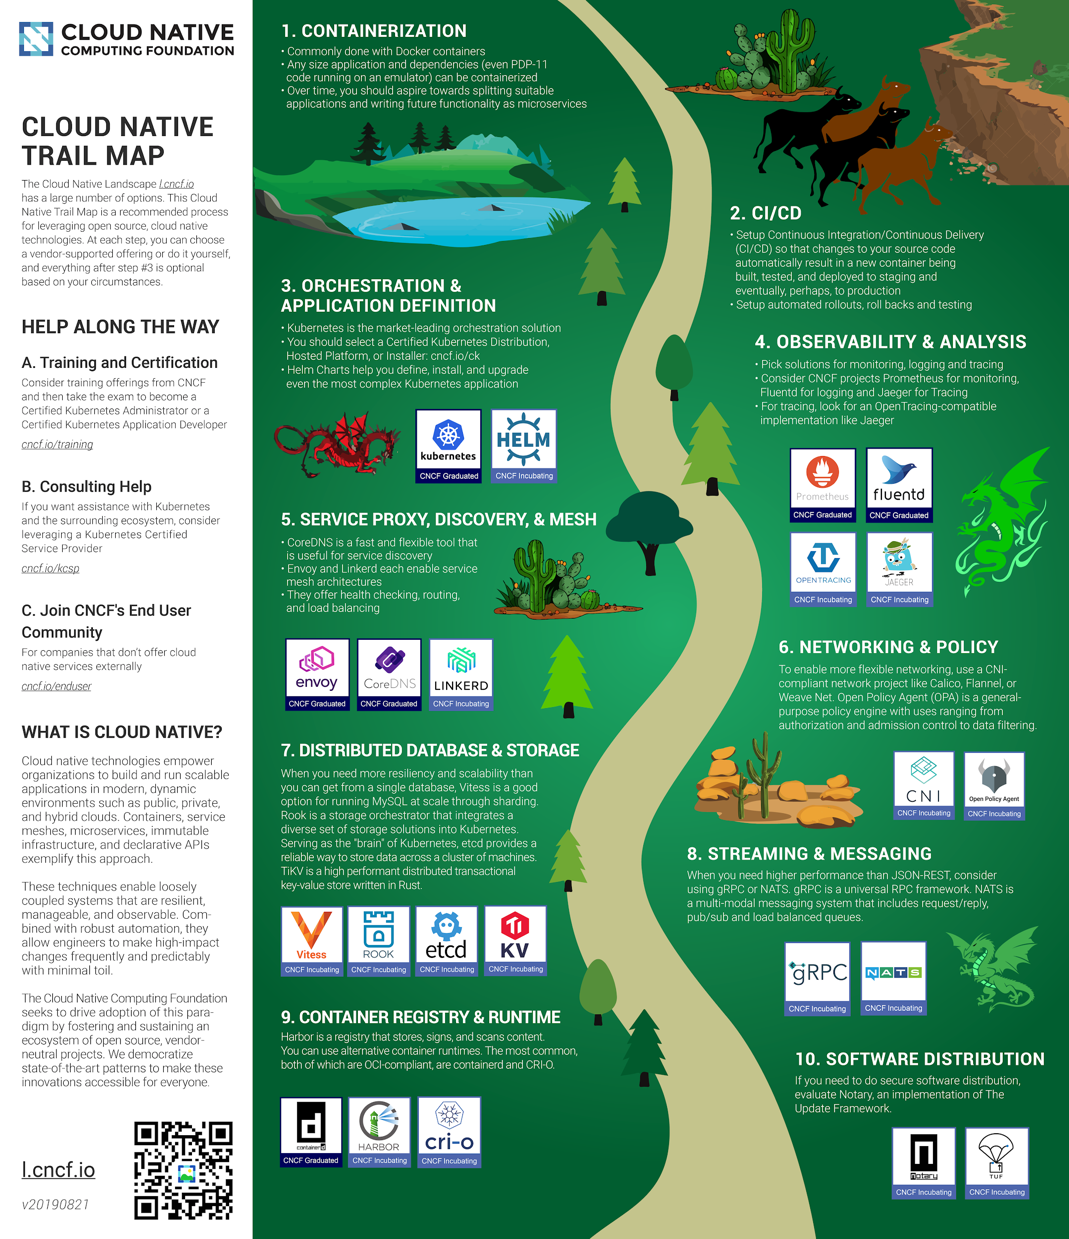 CLOUD NATIVE
COMPUTING FOUNDATION
CLOUD NATIVE
TRAIL MAP
The Cloud Native Landscape l.cncf.io
has a large number of options. This Cloud
Native Trail Map is a recommended process
for leveraging open source, cloud native
technologies. At each step, you can choose
a vendor-supported offering or do it yourself,
and everything after step #3 is optional
based on your circumstances.
HELP ALONG THE WAY
A. Training and Certification
Consider training offerings from CNCF
and then take the exam to become a
Certified Kubernetes Administrator or a
Certified Kubernetes Application Developer
cncf.io/training
B. Consulting Help
If you want assistance with Kubernetes
and the surrounding ecosystem, consider
leveraging a Kubernetes Certified
Service Provider
cncf.io/kcsp
C. Join CNCF's End User
Community
For companies that don't offer cloud
native services externally
cncf.io/enduser
WHAT IS CLOUD NATIVE?
Cloud native technologies empower
organizations to build and run scalable
applications in modern, dynamic
environments such as public, private,
and hybrid clouds. Containers, service
meshes, microservices, immutable
infrastructure, and declarative APIs
exemplify this approach.
These techniques enable loosely
coupled systems that are resilient,
manageable, and observable. Com-
bined with robust automation, they
allow engineers to make high-impact
changes frequently and predictably
with minimal toil.
The Cloud Native Computing Foundation
seeks to drive adoption of this para-
digm by fostering and sustaining an
ecosystem of open source, vendor-
neutral projects. We democratize
state-of-the-art patterns to make these
innovations accessible for everyone.
l.cncf.io
v20190821
1. CONTAINERIZATION
• Commonly done with Docker containers
• Any size application and dependencies (even PDP-11
code running on an emulator) can be containerized
• Over time, you should aspire towards splitting suitable
applications and writing future functionality as microservices
2. CI/CD
• Setup Continuous Integration/Continuous Delivery
(CI/CD) so that changes to your source code
automatically result in a new container being
built, tested, and deployed to staging and
eventually, perhaps, to production
• Setup automated rollouts, roll backs and testing
3. ORCHESTRATION &
APPLICATION DEFINITION
• Kubernetes is the market-leading orchestration solution
• You should select a Certified Kubernetes Distribution,
Hosted Platform, or Installer: cncf.io/ck
• Helm Charts help you define, install, and upgrade
even the most complex Kubernetes application
kubernetes
CNCF Graduated
HELM
CNCF Incubating
4. OBSERVABILITY & ANALYSIS
• Pick solutions for monitoring, logging and tracing
• Consider CNCF projects Prometheus for monitoring,
Fluentd for logging and Jaeger for Tracing
• For tracing, look for an OpenTracing-compatible
implementation like Jaeger
Prometheus
CNCF Graduated
fluentd
CNCF Graduated
OPENTRACING
CNCF Incubating
JAEGER
CNCF Incubating
5. SERVICE PROXY, DISCOVERY, & MESH
• CoreDNS is a fast and flexible tool that
is useful for service discovery
• Envoy and Linkerd each enable service
mesh architectures
• They offer health checking, routing,
and load balancing
envoy
CNCF Graduated
CoreDNS
CNCF Graduated
LINKERD
CNCF Incubating
6. NETWORKING & POLICY
To enable more flexible networking, use a CNI-
compliant network project like Calico, Flannel, or
Weave Net. Open Policy Agent (OPA) is a general-
purpose policy engine with uses ranging from
authorization and admission control to data filtering.
CNI
CNCF Incubating
Open Policy Agent
CNCF Incubating
7. DISTRIBUTED DATABASE & STORAGE
When you need more resiliency and scalability than
you can get from a single database, Vitess is a good
option for running MySQL at scale through sharding.
Rook is a storage orchestrator that integrates a
diverse set of storage solutions into Kubernetes.
Serving as the "brain" of Kubernetes, etcd provides a
reliable way to store data across a cluster of machines.
TiKV is a high performant distributed transactional
key-value store written in Rust.
Vitess
CNCF Incubating
ROOK
CNCF Incubating
etcd
CNCF Incubating
TI
KV
CNCF Incubating
8. STREAMING & MESSAGING
When you need higher performance than JSON-REST, consider
using gRPC or NATS. gRPC is a universal RPC framework. NATS is
a multi-modal messaging system that includes request/reply,
pub/sub and load balanced queues.
gRPC
CNCF Incubating
NATS
CNCF Incubating
9. CONTAINER REGISTRY & RUNTIME
Harbor is a registry that stores, signs, and scans content.
You can use alternative container runtimes. The most common,
both of which are OCI-compliant, are containerd and CRI-O.
d
containerd
CNCF Graduated
HARBOR
CNCF Incubating
cri-o
CNCF Incubating
10. SOFTWARE DISTRIBUTION
If you need to do secure software distribution,
evaluate Notary, an implementation of The
Update Framework.
n
notary
CNCF Incubating
TUF
CNCF Incubating